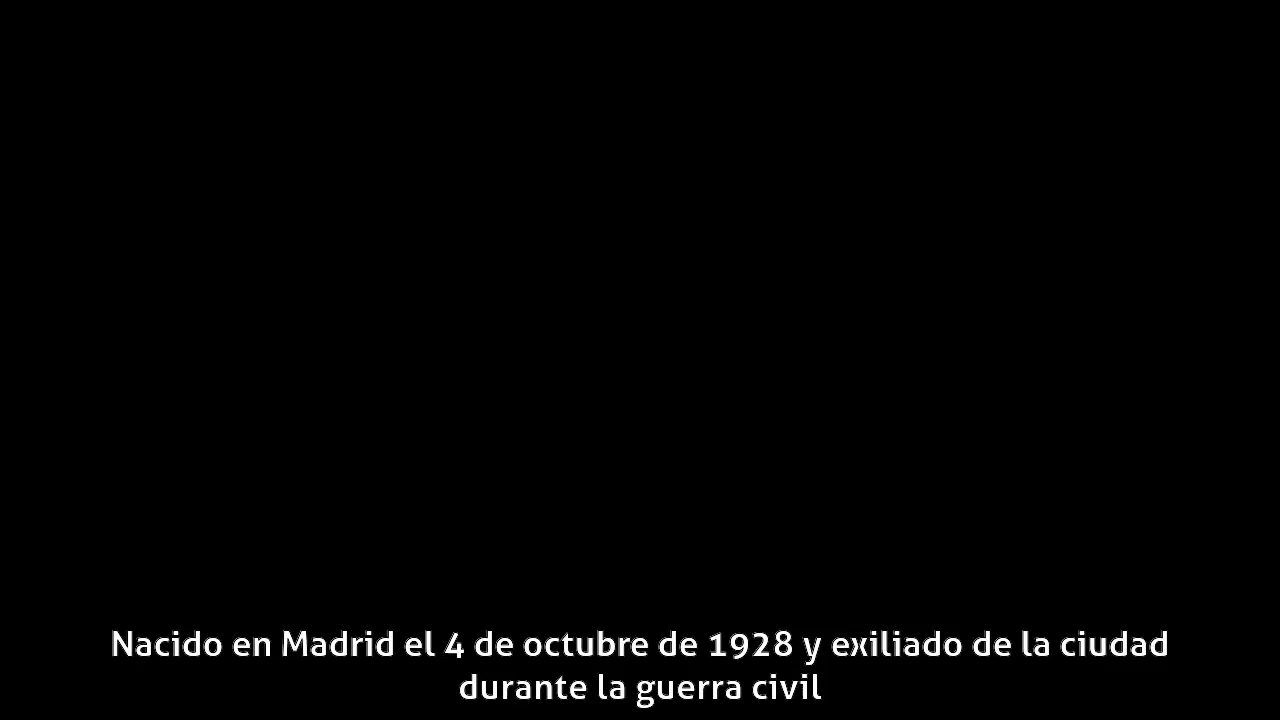 Nacido en Madrid el 4 de octubre de 1928 y exiliado de la ciudad
durante la guerra civil